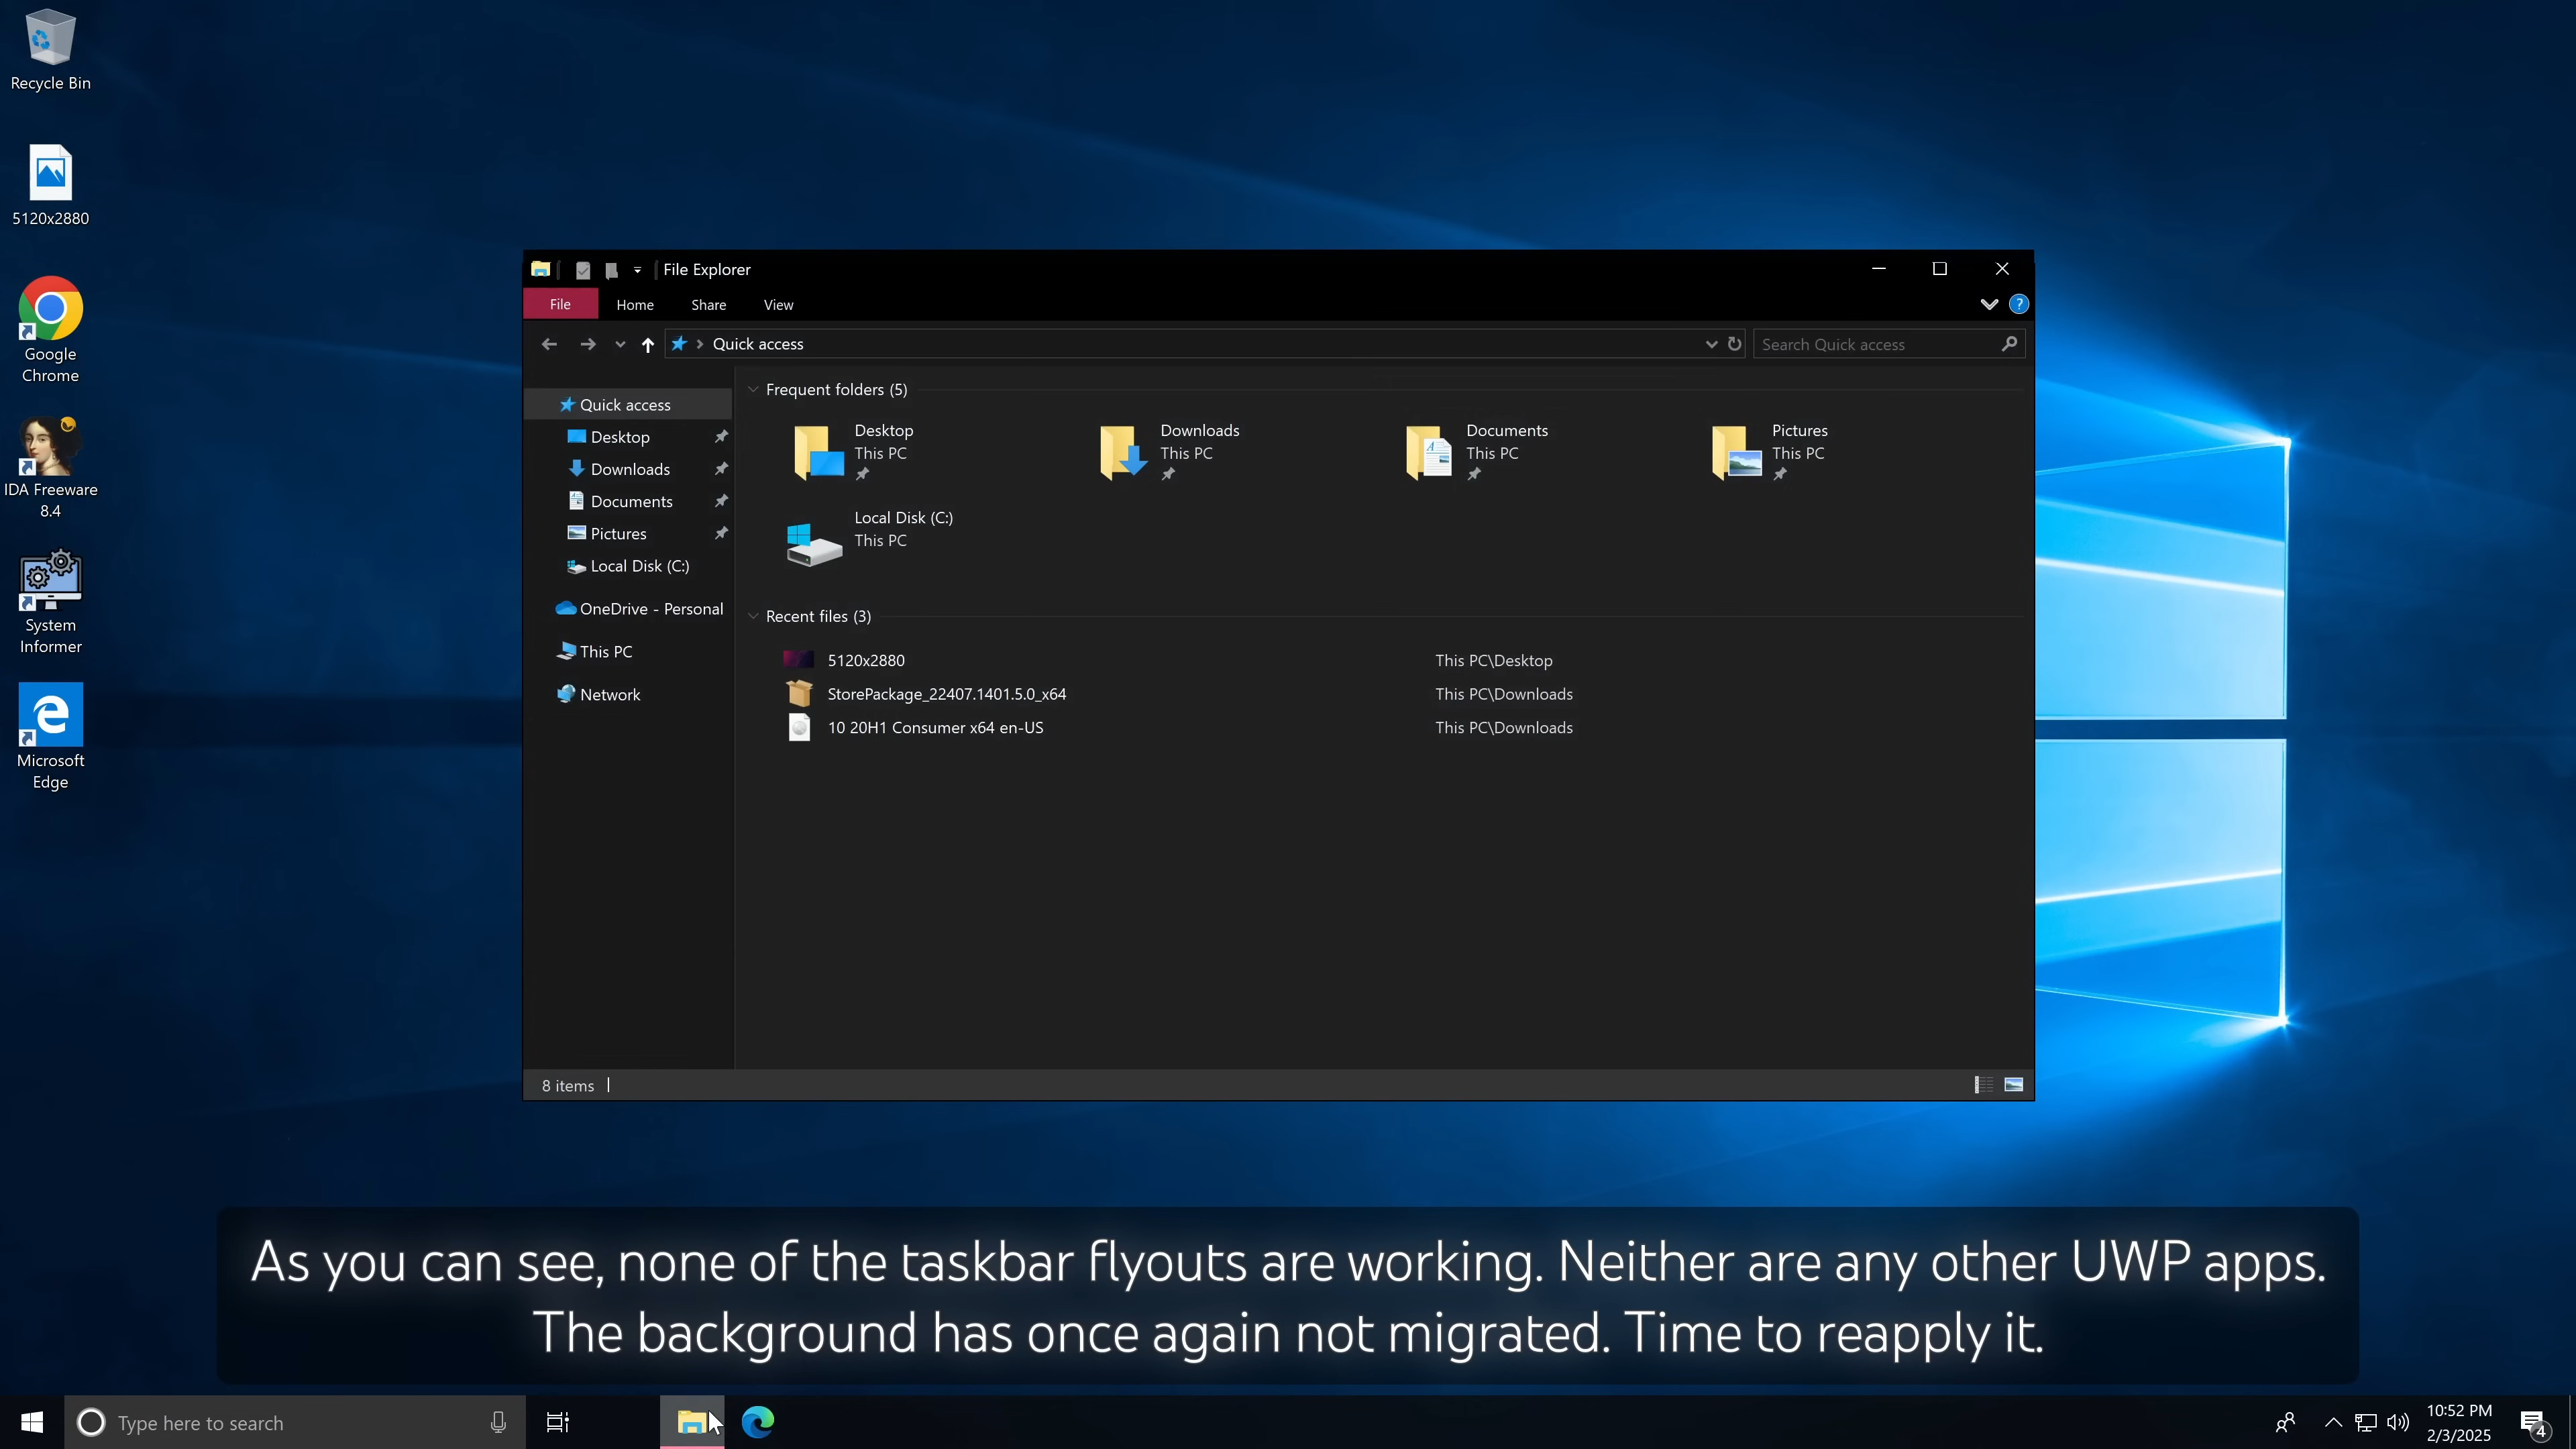 Recycle Bin
5120x2880
Google
Chrome
IDA Freeware
8.4
System
Informer
Microsoft
Edge
File Explorer
File
Home
Share
View
?
Quick access
Search Quick access
Quick access
Desktop
Downloads
Documents
Pictures
Local Disk (C:)
OneDrive - Personal
This PC
Network
Frequent folders (5)
Desktop
This PC
Downloads
This PC
Documents
This PC
Pictures
This PC
Local Disk (C:)
This PC
Recent files (3)
5120x2880
This PC\Desktop
StorePackage_22407.1401.5.0_x64
This PC\Downloads
10 20H1 Consumer x64 en-US
This PC\Downloads
8 items
As you can see, none of the taskbar flyouts are working. Neither are any other UWP apps.
The background has once again not migrated. Time to reapply it.
Type here to search
10:52 PM
2/3/2025
4